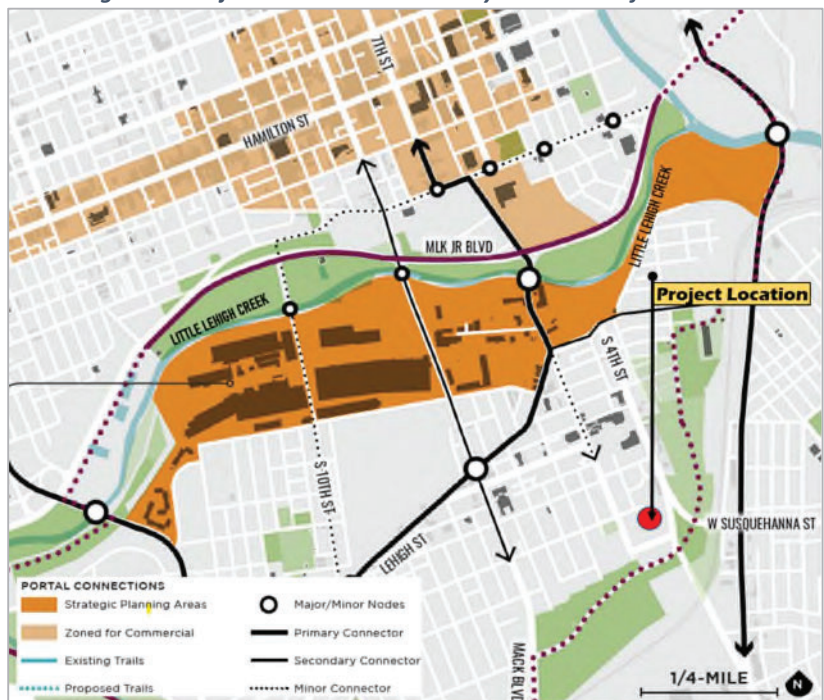 7TH ST
HAMILTON ST
MLK JR BLVD
LITTLE LEHIGH CREEK
LITTLE LEHIGH CREEK
Project Location
S 4TH ST
S 10TH ST
W SUSQUEHANNA ST
LEHIGH ST
MACK BLVD
PORTAL CONNECTIONS
Strategic Planning Areas
Major/Minor Nodes
Zoned for Commercial
Primary Connector
Existing Trails
Secondary Connector
Proposed Trails
Minor Connector
1/4-MILE
N